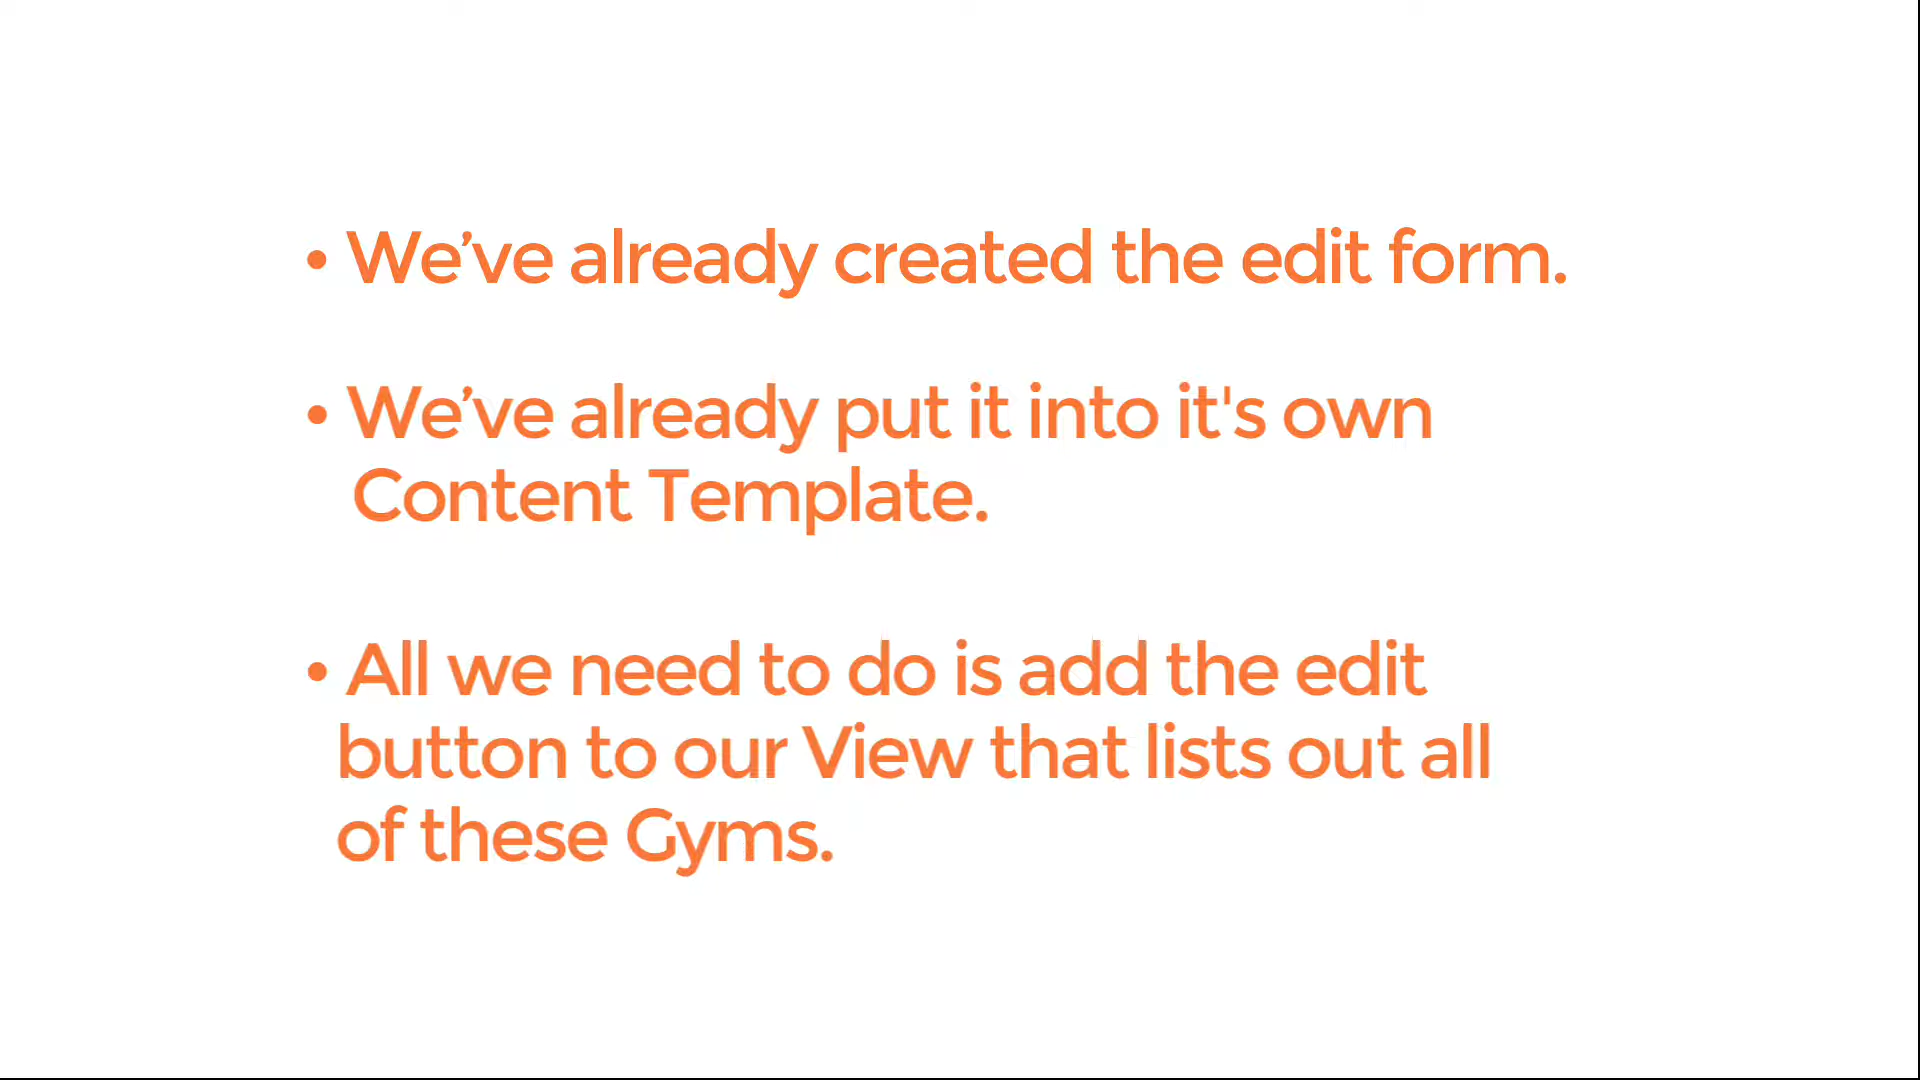 • We’ve already created the edit form.
• We’ve already put it into it's own
Content Template.
• All we need to do is add the edit
button to our View that lists out all
of these Gyms.